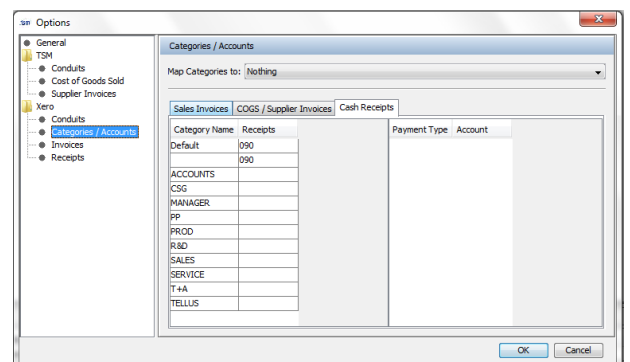 tsm Options
General
TSM
Conduits
Cost of Goods Sold
Supplier Invoices
Xero
Conduits
Categories / Accounts
Invoices
Receipts
Categories / Accounts
Map Categories to: Nothing
Sales Invoices COGS / Supplier Invoices Cash Receipts
Category Name Receipts
Default 090
090
ACCOUNTS
CSG
MANAGER
PP
PROD
R&D
SALES
SERVICE
T+A
TELLUS
Payment Type Account
OK Cancel